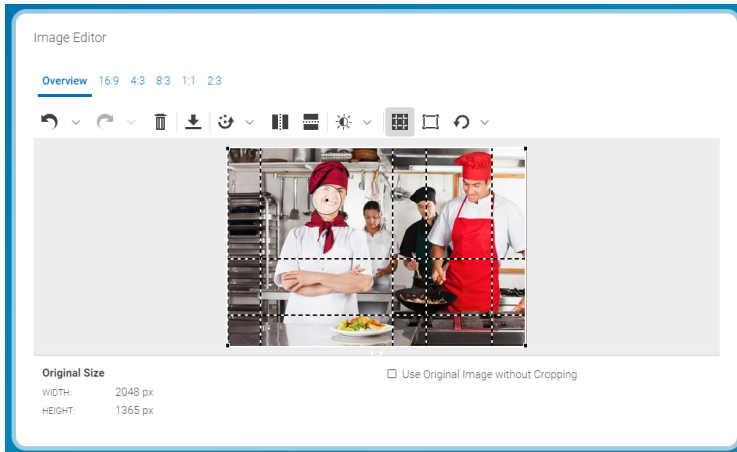 Image Editor
Overview 16:9 4:3 8:3 1:1 2:3
Original Size
Use Original Image without Cropping
WIDTH: 2048 px
HEIGHT: 1365 px